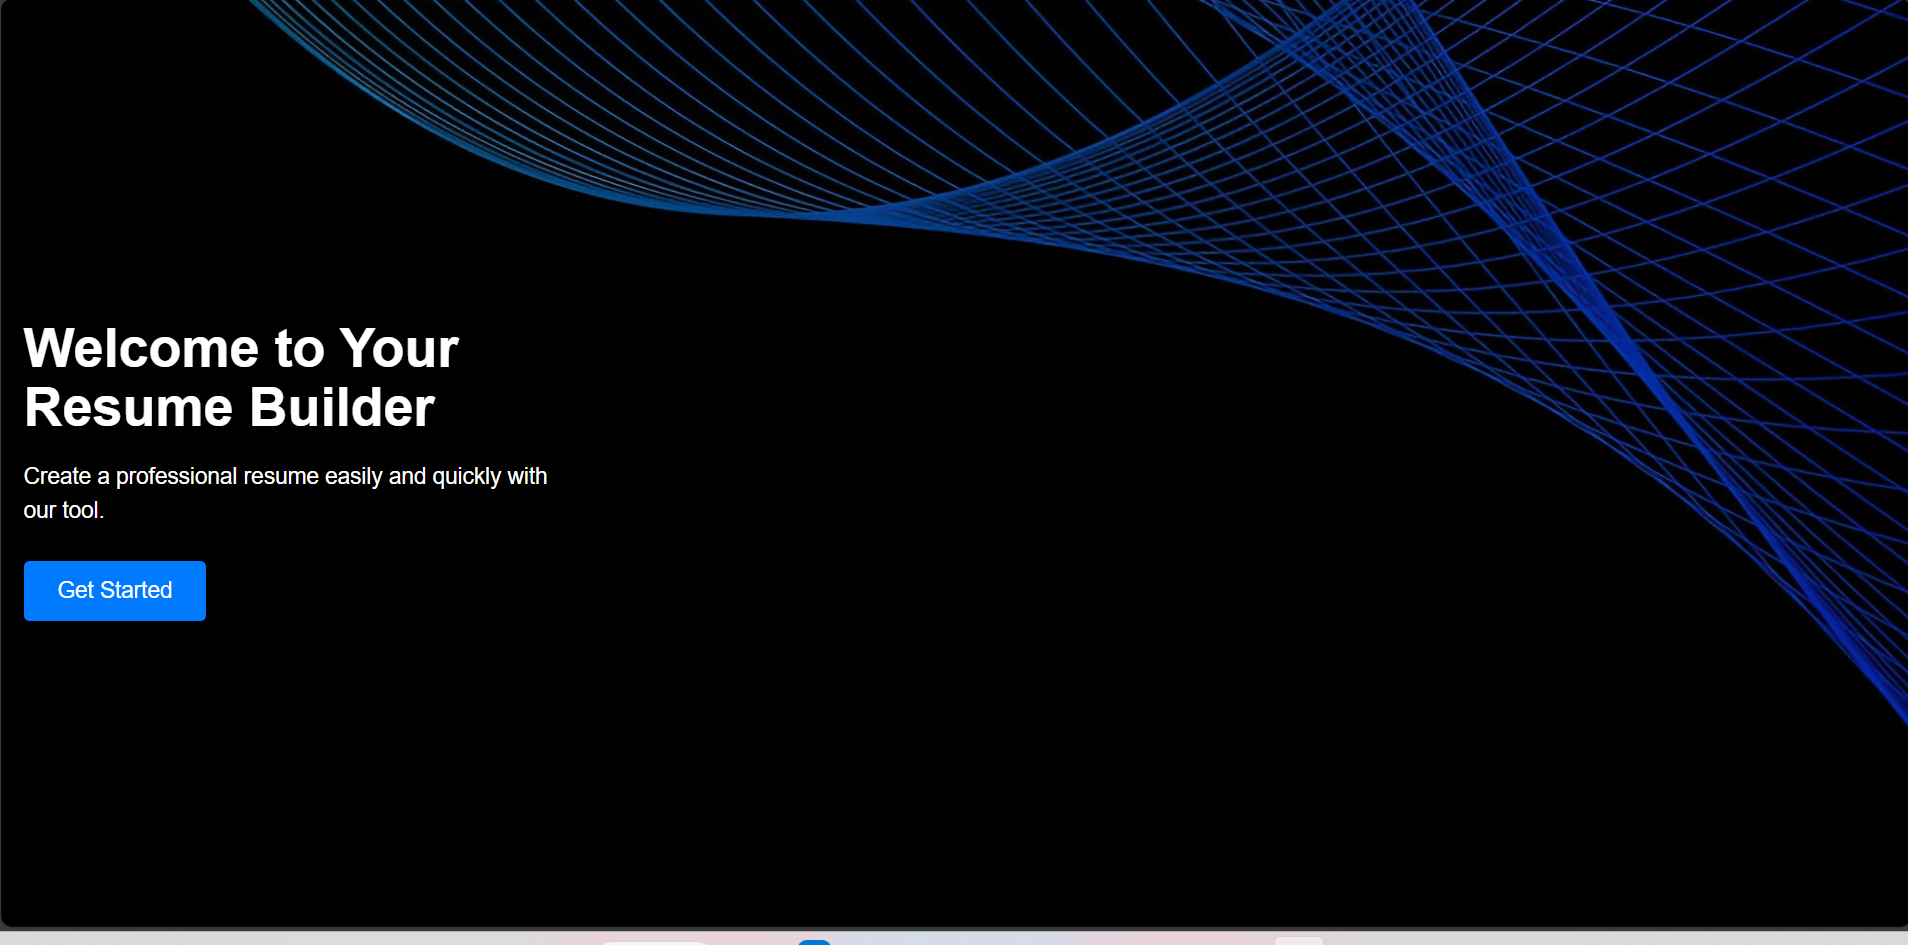 Welcome to Your
Resume Builder
Create a professional resume easily and quickly with
our tool.
Get Started